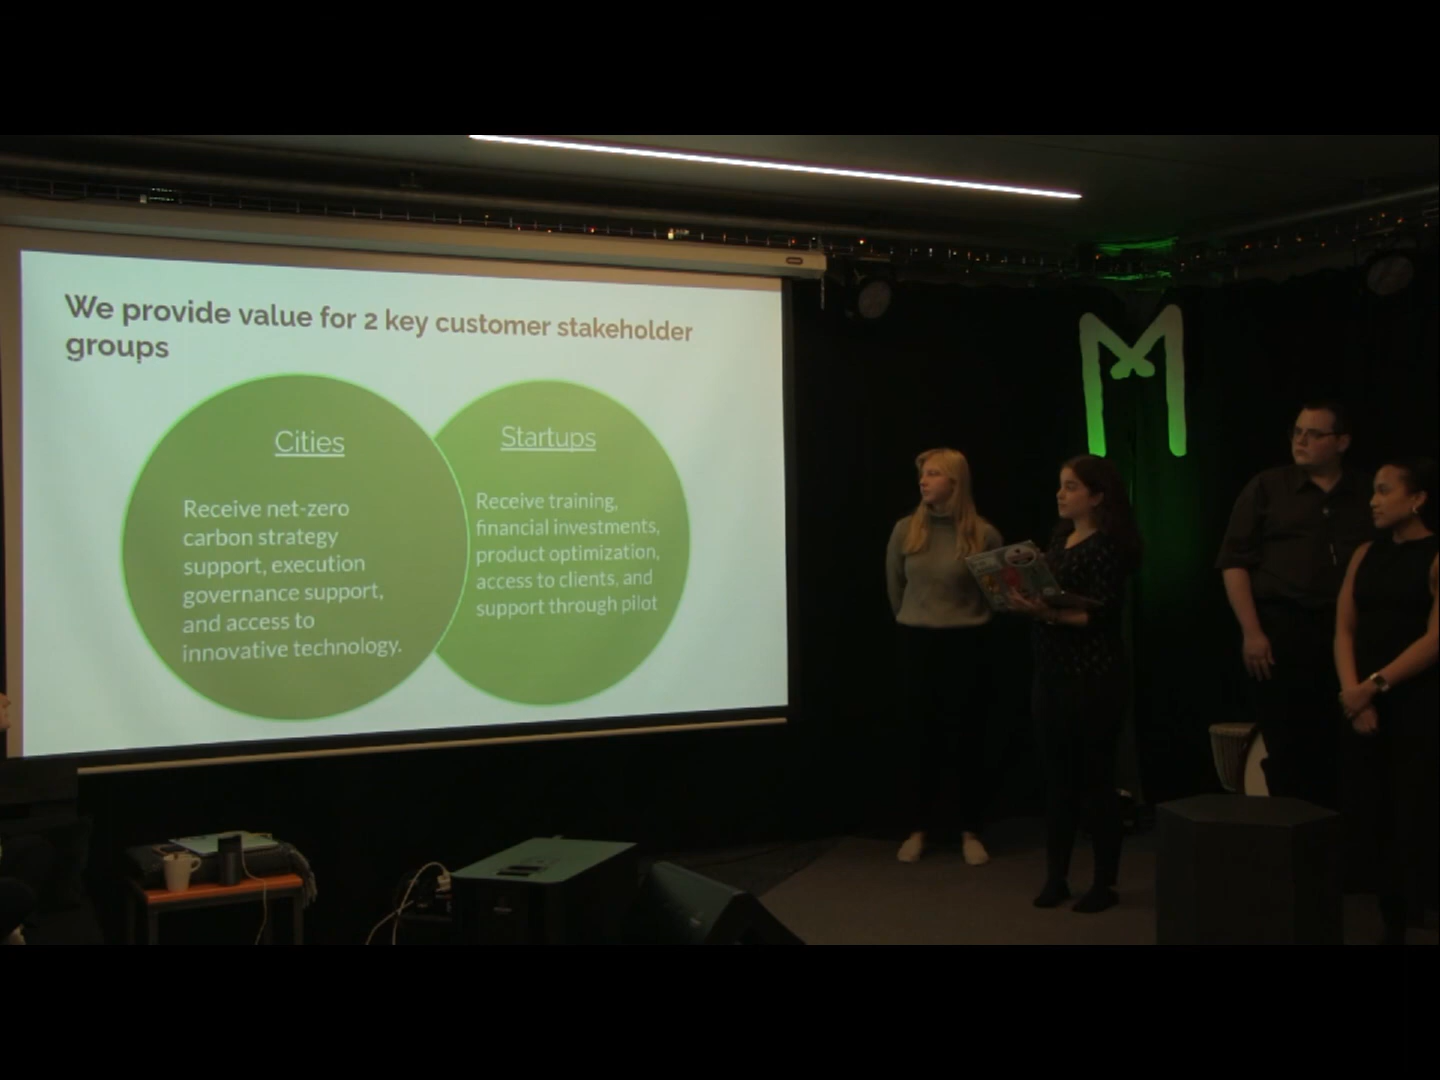 We provide value for 2 key customer stakeholder
groups
Cities
Receive net-zero
carbon strategy
support, execution
governance support,
and access to
innovative technology.
Startups
Receive training,
financial investments,
product optimization,
access to clients, and
support through pilot
M